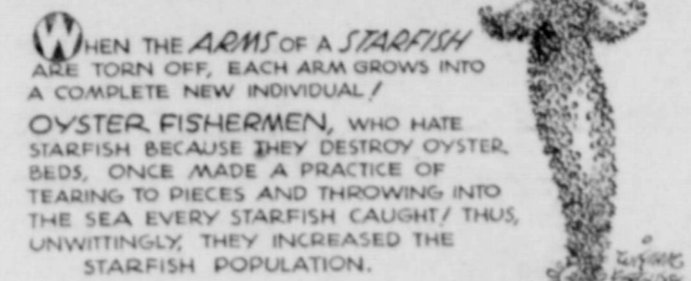 WHEN THE ARMS OF A STARFISH
ARE TORN OFF, EACH ARM GROWS INTO
A COMPLETE NEW INDIVIDUAL!
OYSTER FISHERMEN, WHO HATE
STARFISH BECAUSE THEY DESTROY OYSTER
BEDS, ONCE MADE A PRACTICE OF
TEARING TO PIECES AND THROWING INTO
THE SEA EVERY STARFISH CAUGHT! THUS,
UNWITTINGLY, THEY INCREASED THE
STARFISH POPULATION.